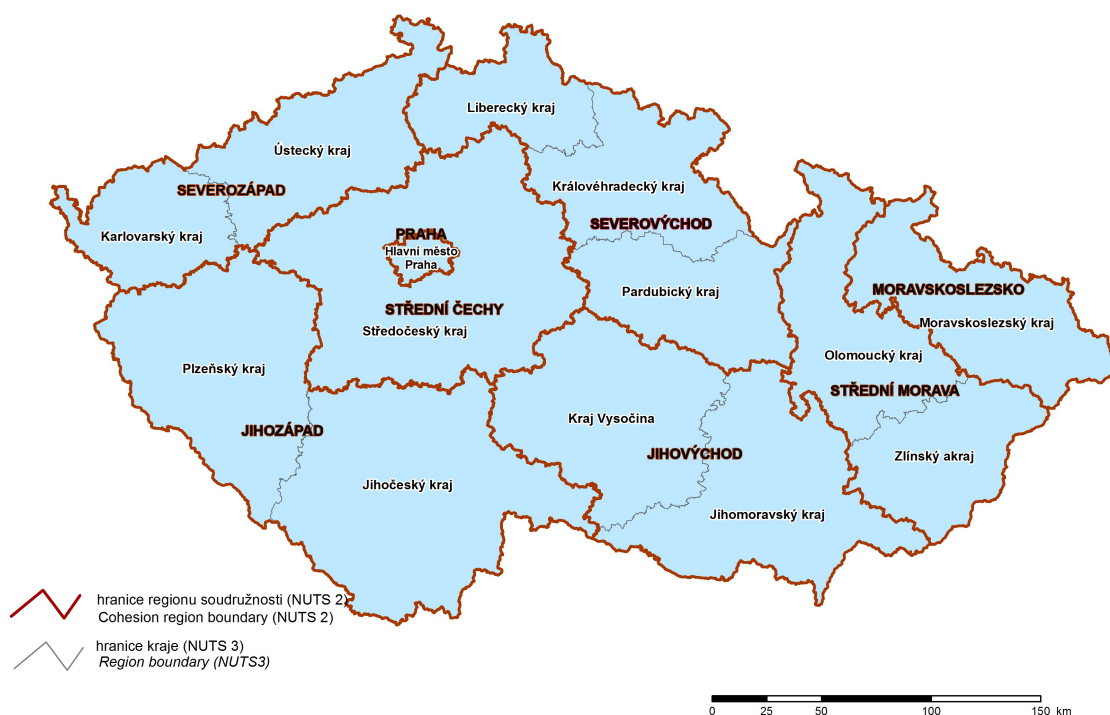 Liberecký kraj
Ústecký kraj
SEVEROZÁPAD
Královéhradecký kraj
SEVEROVÝCHOD
Karlovarský kraj
PRAHA
Hlavní město
Praha
MORAVSKOSLEZSKO
Pardubický kraj
STŘEDNÍ ČECHY
Středočeský kraj
Moravskoslezský kraj
Olomoucký kraj
Plzeňský kraj
STŘEDNÍ MORAVA
Kraj Vysočina
JIHOZÁPAD
JIHOVÝCHOD
Zlínský akraj
Jihočeský kraj
Jihomoravský kraj
hranice regionu soudružnosti (NUTS 2)
Cohesion region boundary (NUTS 2)
hranice kraje (NUTS 3)
Region boundary (NUTS3)
0 25 50 100 150 km